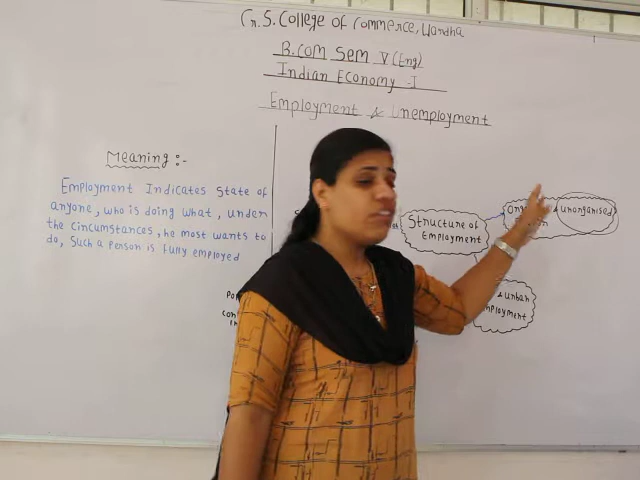 G.S. College of Commerce, Wardha
B.COM SEM V (Eng)
Indian Economy - I
Employment & Unemployment
Meaning :-
Employment Indicates State of
anyone, who is doing what, under
the circumstances, he most wants to
do, Such a person is fully employed
Structure of
Employment
unorganised
& urban